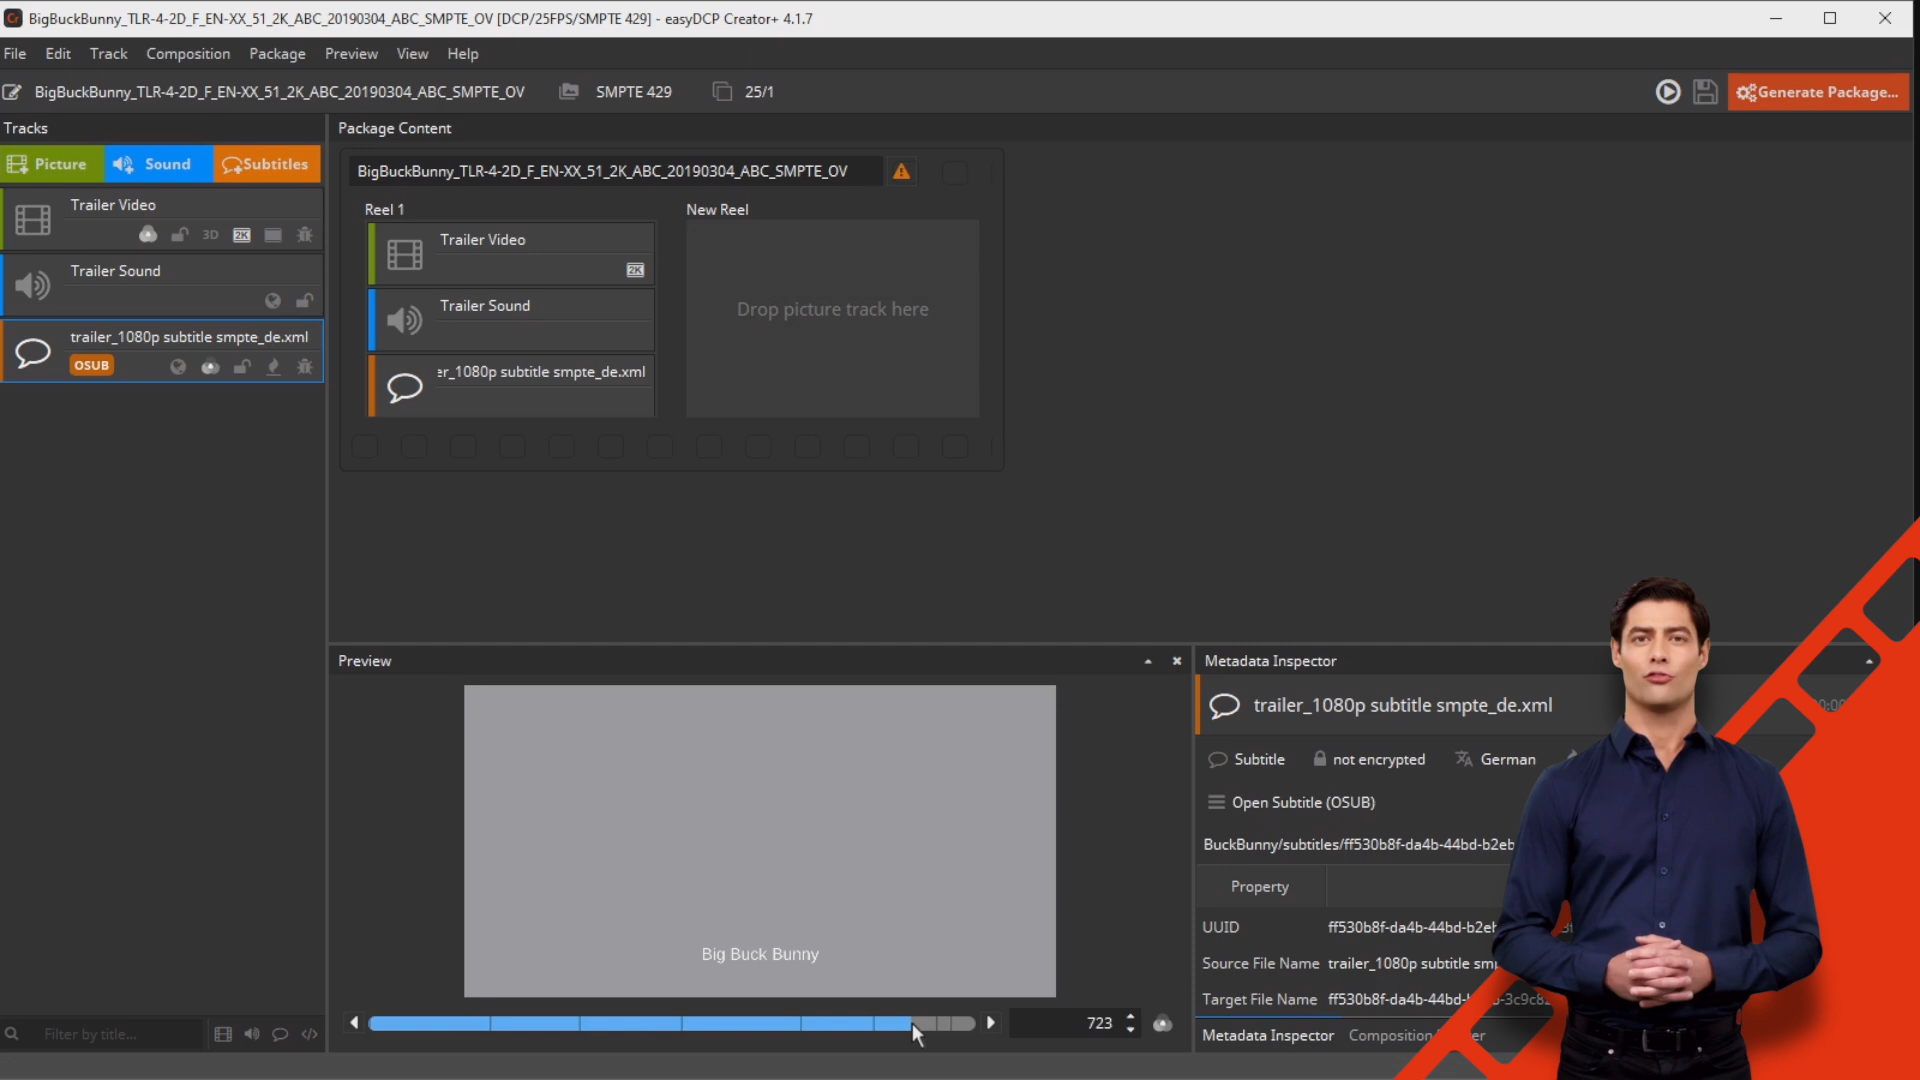 BigBuckBunny_TLR-4-2D_F_EN-XX_51_2K_ABC_20190304_ABC_SMPTE_OV [DCP/25FPS/SMPTE 429] - easyDCP Creator+ 4.1.7
File Edit Track Composition Package Preview View Help
BigBuckBunny_TLR-4-2D_F_EN-XX_51_2K_ABC_20190304_ABC_SMPTE_OV SMPTE 429 25/1 Generate Package...
Tracks
Package Content
Picture Sound Subtitles
BigBuckBunny_TLR-4-2D_F_EN-XX_51_2K_ABC_20190304_ABC_SMPTE_OV
Trailer Video
3D 2K
Trailer Sound
trailer_1080p subtitle smpte_de.xml
OSUB
Reel 1
New Reel
Trailer Video
2K
Trailer Sound
er_1080p subtitle smpte_de.xml
Drop picture track here
Preview
Big Buck Bunny
723
Metadata Inspector
trailer_1080p subtitle smpte_de.xml
Subtitle not encrypted German
Open Subtitle (OSUB)
BuckBunny/subtitles/ff530b8f-da4b-44bd-b2eb
Property
UUID ff530b8f-da4b-44bd-b2ef
Source File Name trailer_1080p subtitle smp
Target File Name ff530b8f-da4b-44bd-
Metadata Inspector Composition
Filter by title...